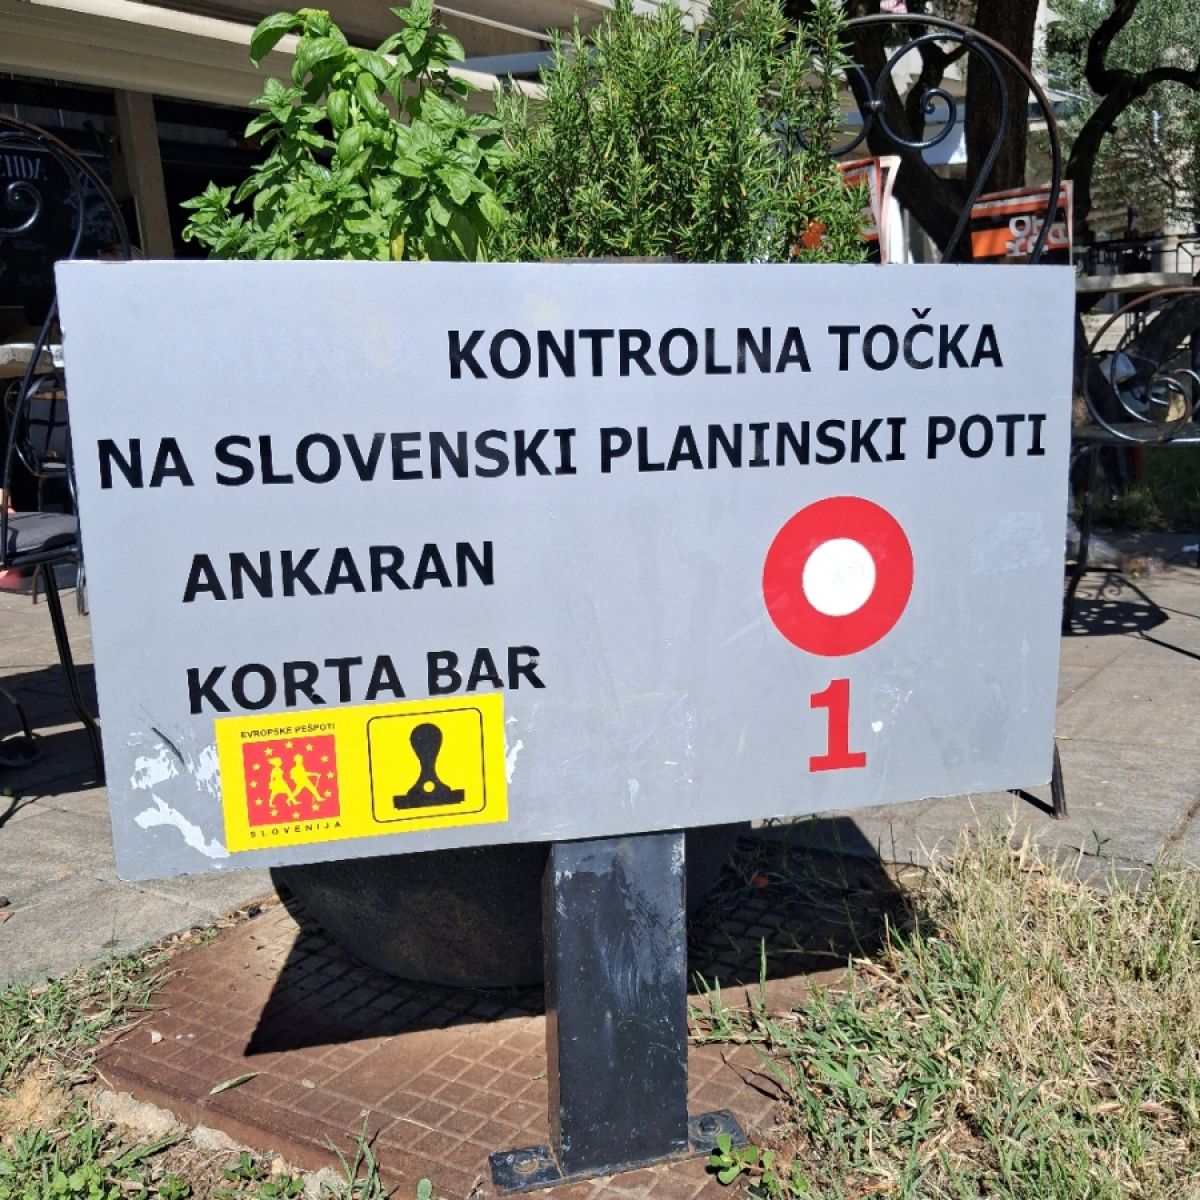 KONTROLNA TOČKA
NA SLOVENSKI PLANINSKI POTI
ANKARAN
KORTA BAR
1
EVROPSKE PEŠPOTI
SLOVENIJA